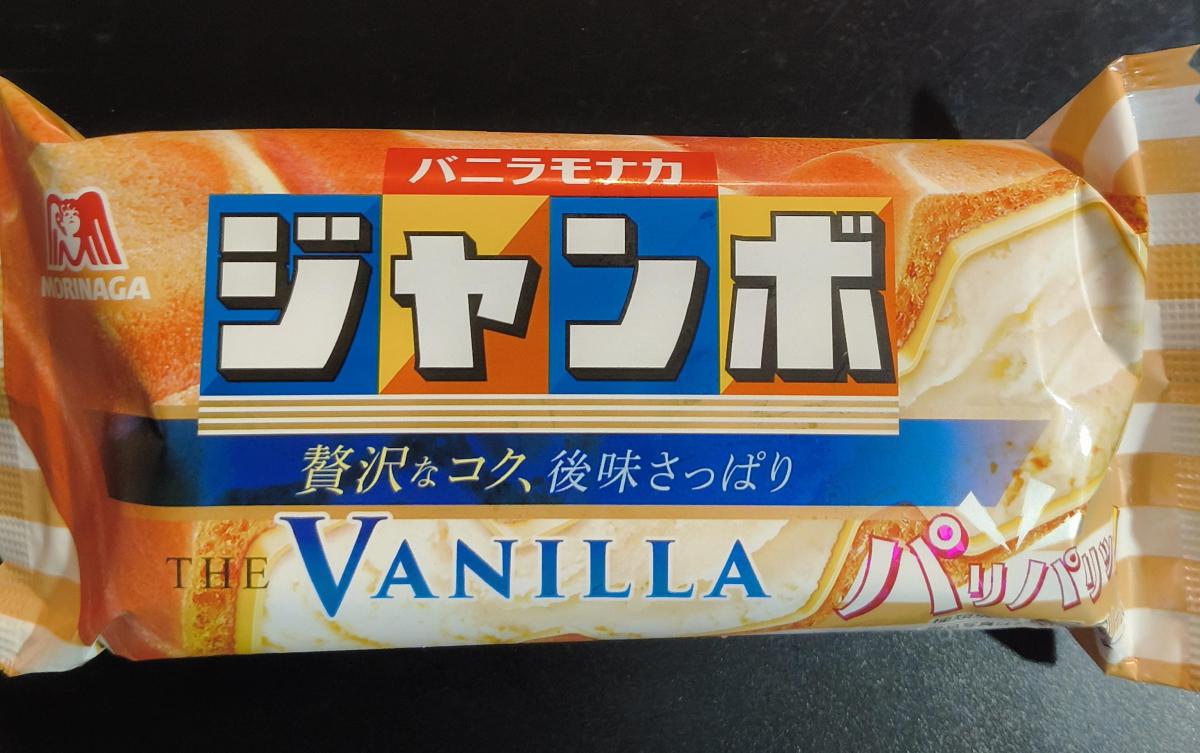 バニラモナカ
ジャンボ
MORINAGA
贅沢なコク、後味さっぱり
THE VANILLA
パリッパリッ